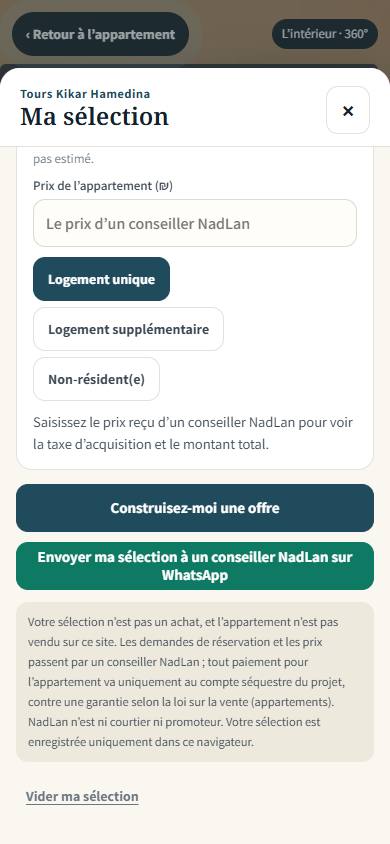 ‹ Retour à l’appartement
L’intérieur · 360°
Tours Kikar Hamedina
Ma sélection
✕
pas estimé.
Prix de l’appartement (₪)
Le prix d’un conseiller NadLan
Logement unique
Logement supplémentaire
Non-résident(e)
Saisissez le prix reçu d’un conseiller NadLan pour voir
la taxe d’acquisition et le montant total.
Construisez-moi une offre
Envoyer ma sélection à un conseiller NadLan sur
WhatsApp
Votre sélection n’est pas un achat, et l’appartement n’est pas
vendu sur ce site. Les demandes de réservation et les prix
passent par un conseiller NadLan ; tout paiement pour
l’appartement va uniquement au compte séquestre du projet,
contre une garantie selon la loi sur la vente (appartements).
NadLan n’est ni courtier ni promoteur. Votre sélection est
enregistrée uniquement dans ce navigateur.
Vider ma sélection